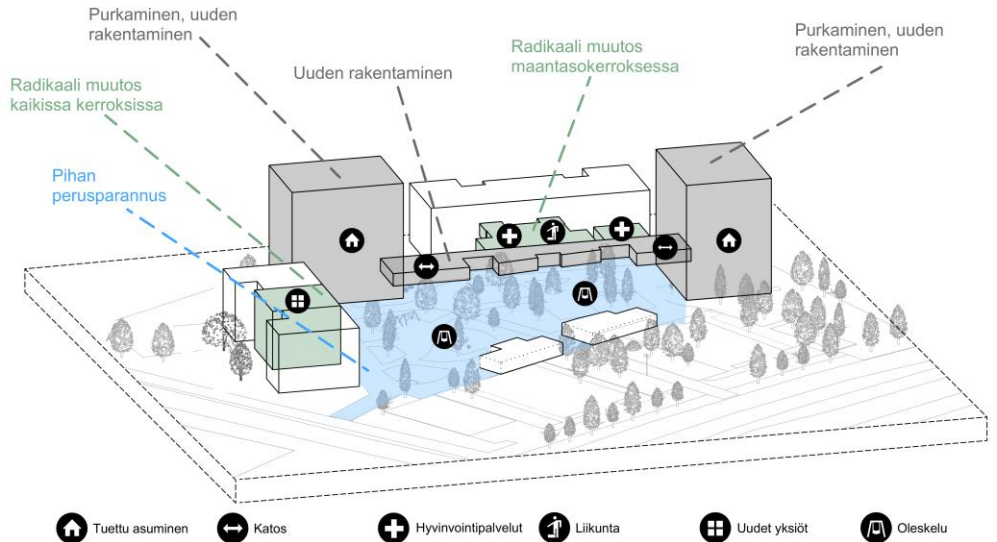 Purkaminen, uuden
rakentaminen
Purkaminen, uuden
rakentaminen
Radikaali muutos
maantasokerroksessa
Uuden rakentaminen
Radikaali muutos
kaikissa kerroksissa
Pihan
perusparannus
Tuettu asuminen
Katos
Hyvinvointipalvelut
Liikunta
Uudet yksiöt
Oleskelu